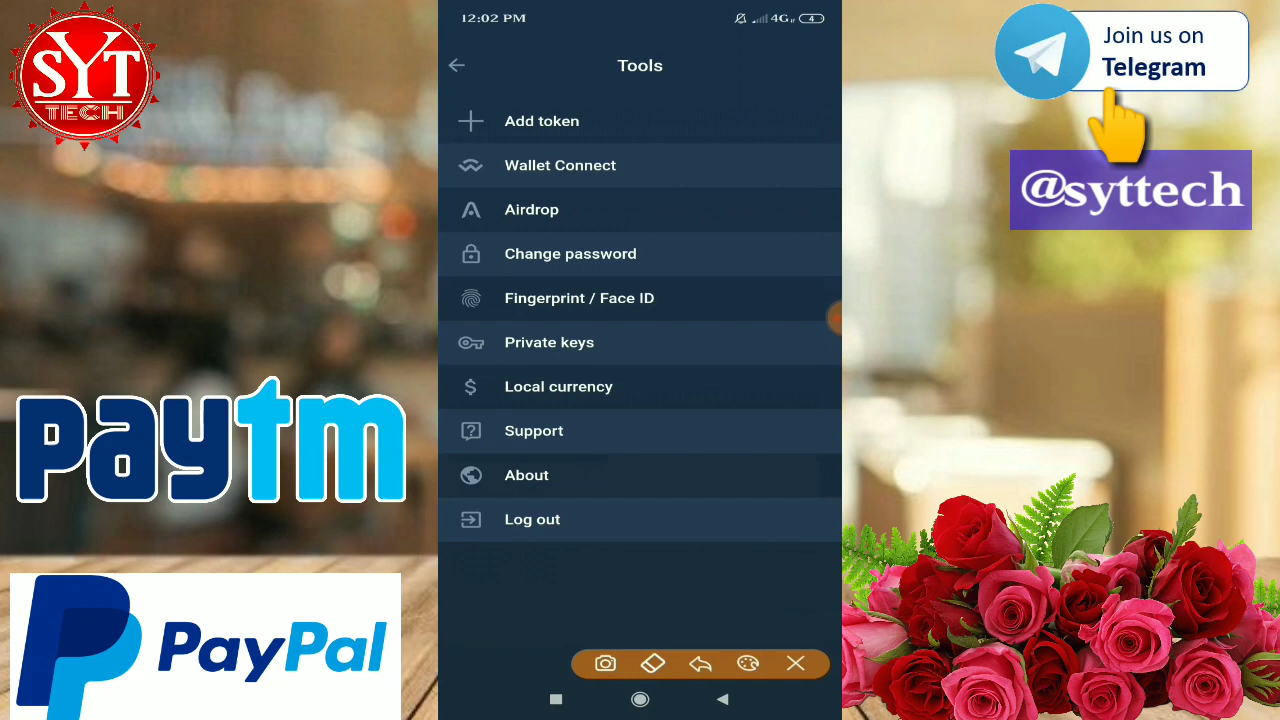 SYT
TECH
12:02 PM
4G
4
Tools
Add token
Wallet Connect
Airdrop
Change password
Fingerprint / Face ID
Private keys
Local currency
Support
About
Log out
Join us on
Telegram
@syttech
paytm
PayPal